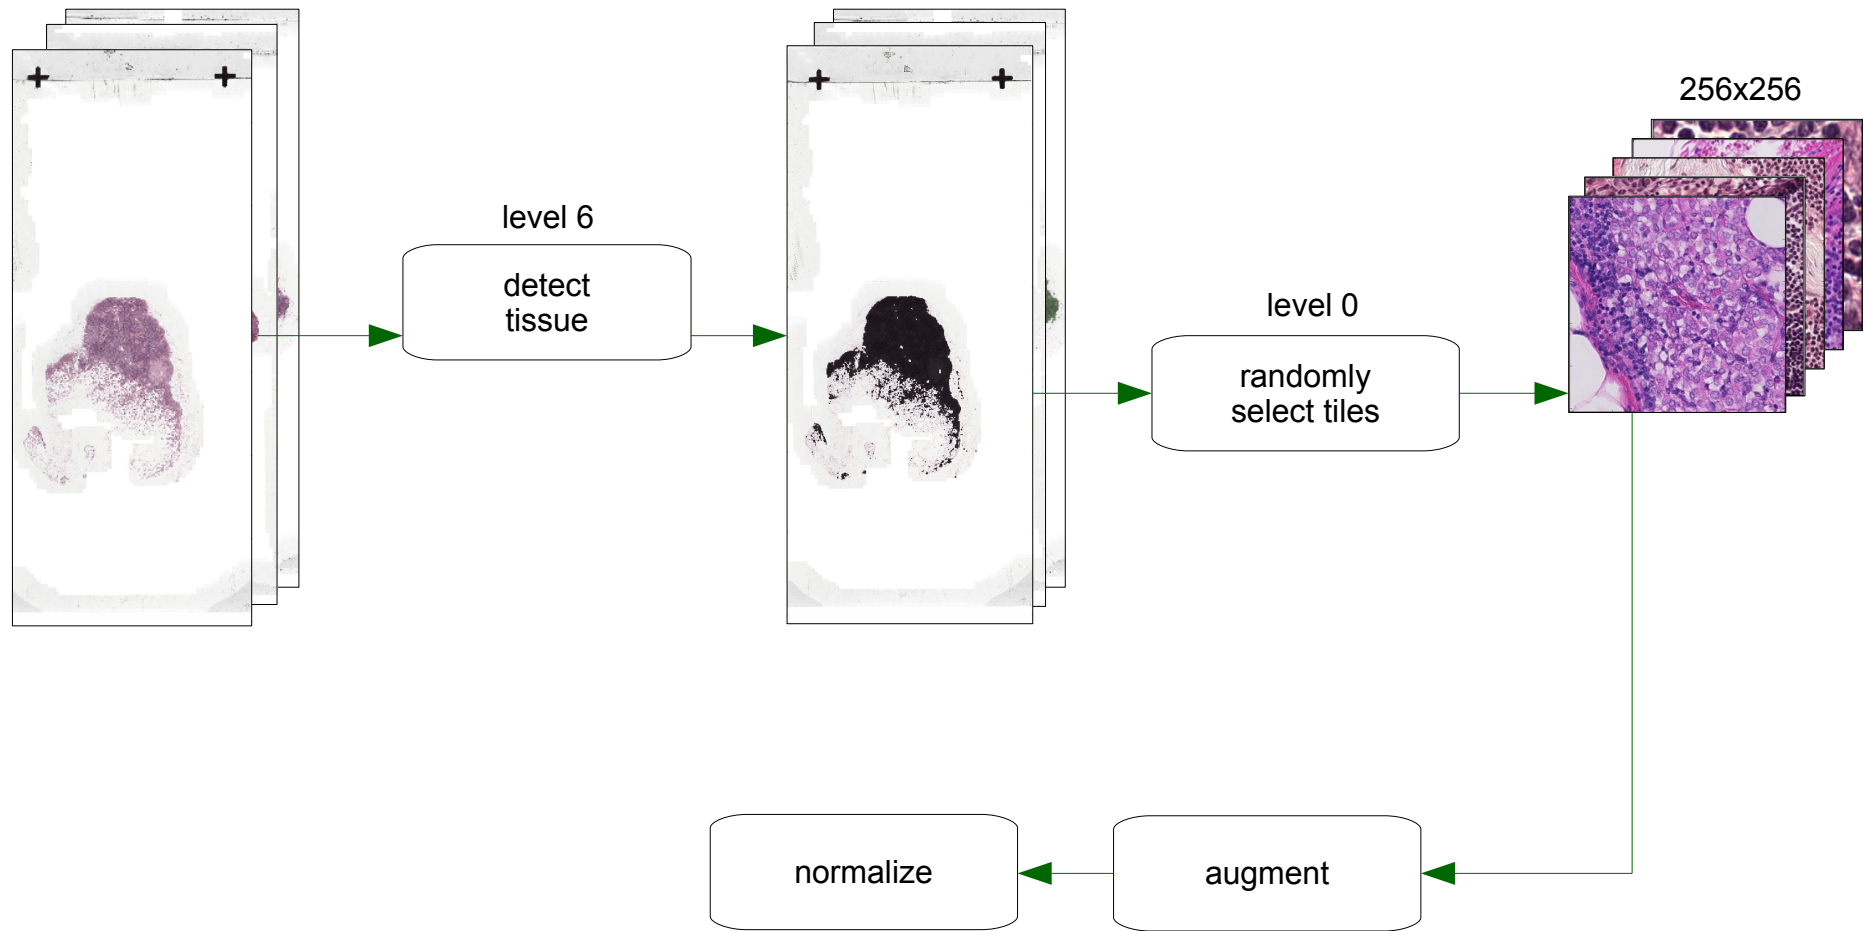 256x256
level 6
detect
tissue
level 0
randomly
select tiles
normalize
augment